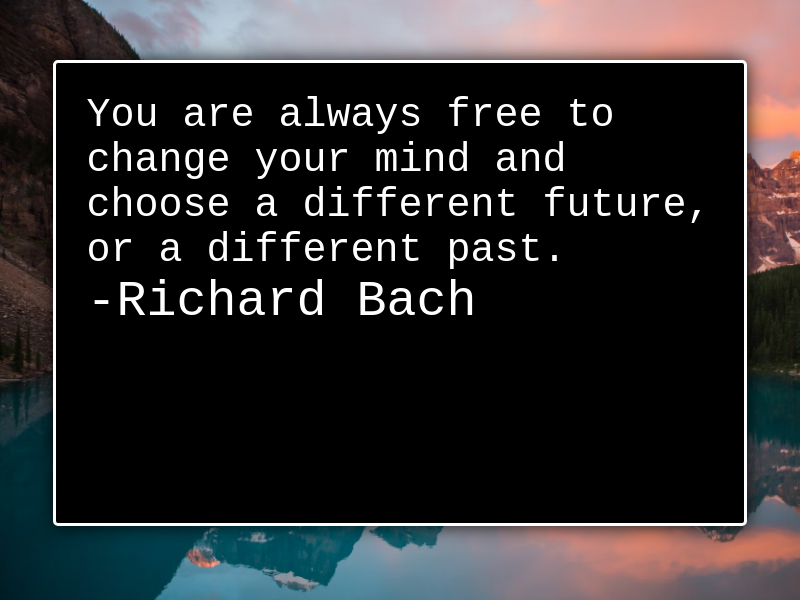 You are always free to
change your mind and
choose a different future,
or a different past.
-Richard Bach